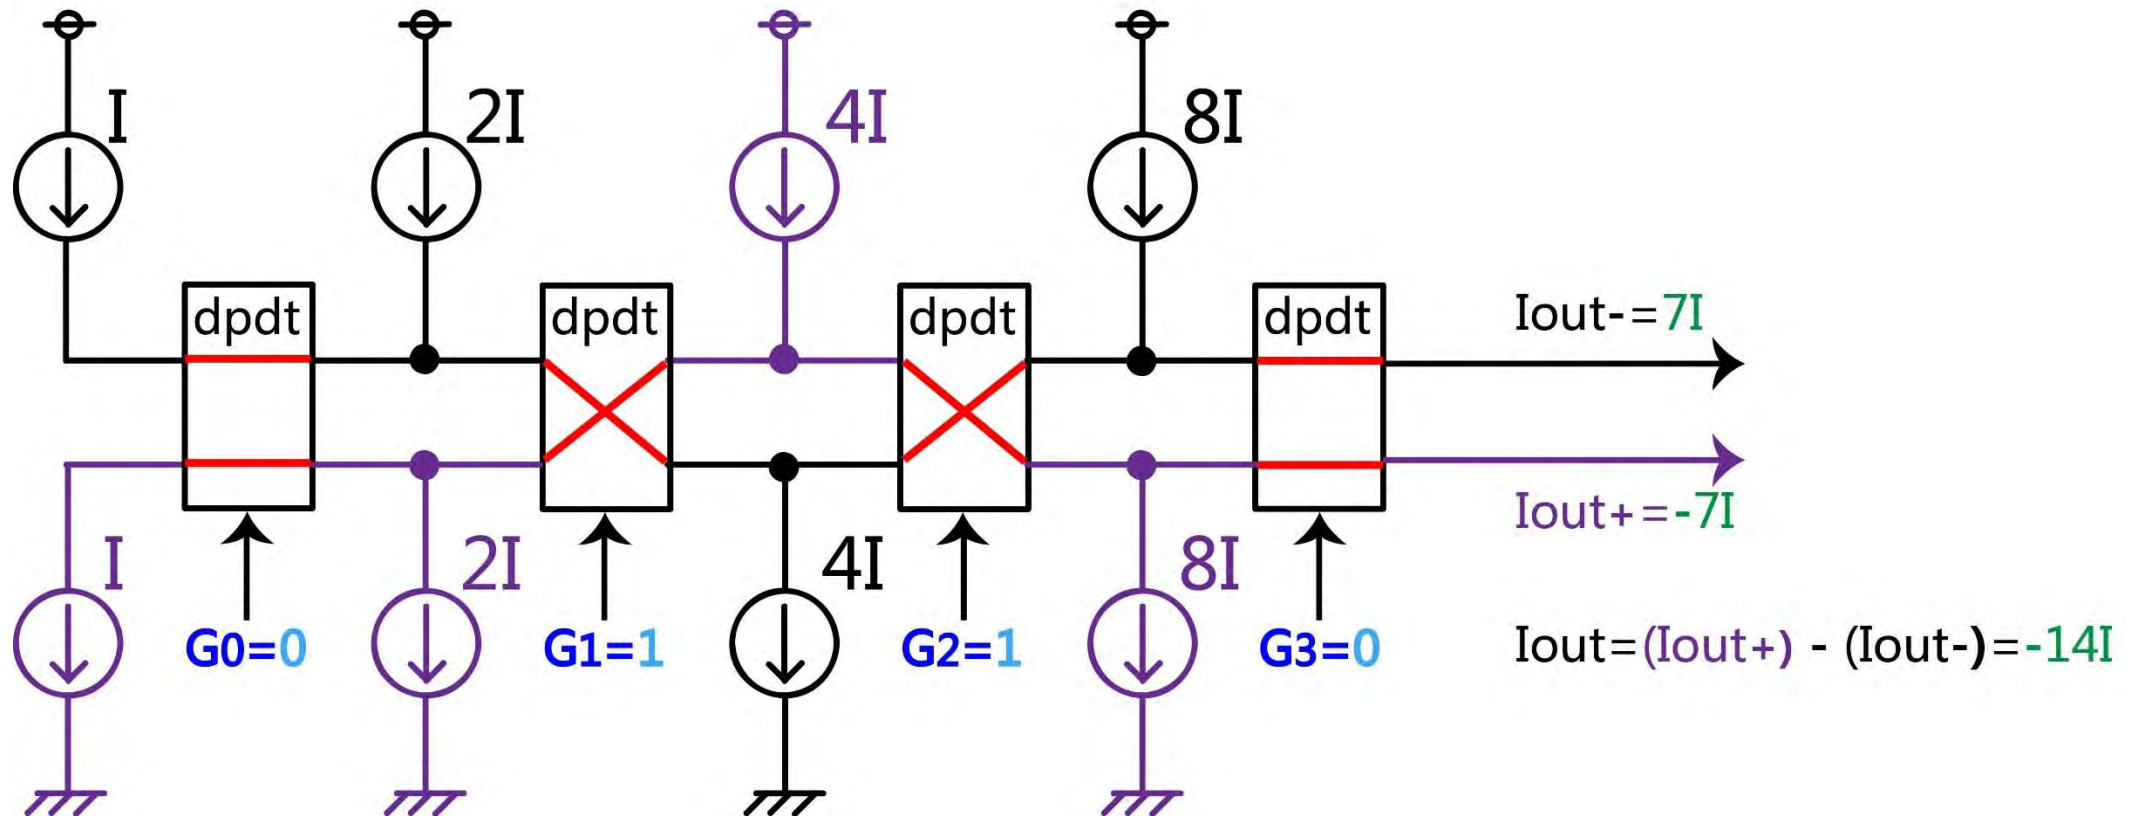 I
2I
4I
8I
dpdt
dpdt
dpdt
dpdt
Iout-=7I
Iout+=-7I
I
2I
4I
8I
G0=0
G1=1
G2=1
G3=0
Iout=(Iout+) - (Iout-)=-14I